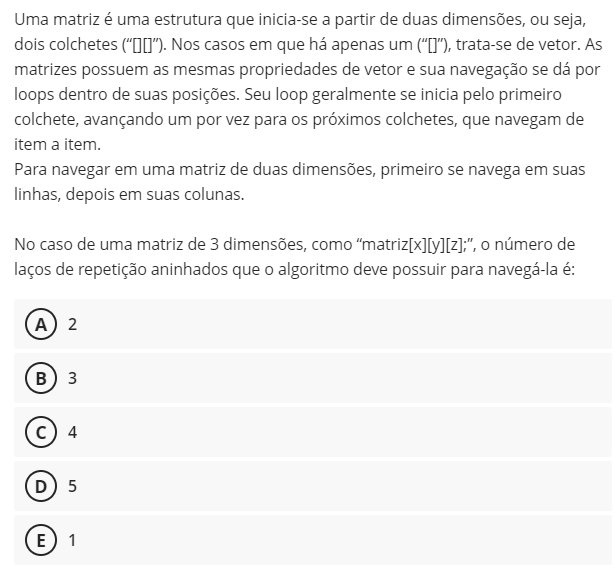 Uma matriz é uma estrutura que inicia-se a partir de duas dimensões, ou seja,
dois colchetes (“[][]”). Nos casos em que há apenas um (“[]”), trata-se de vetor. As
matrizes possuem as mesmas propriedades de vetor e sua navegação se dá por
loops dentro de suas posições. Seu loop geralmente se inicia pelo primeiro
colchete, avançando um por vez para os próximos colchetes, que navegam de
item a item.
Para navegar em uma matriz de duas dimensões, primeiro se navega em suas
linhas, depois em suas colunas.
No caso de uma matriz de 3 dimensões, como “matriz[x][y][z];”, o número de
laços de repetição aninhados que o algoritmo deve possuir para navegá-la é:
A 2
B 3
C 4
D 5
E 1